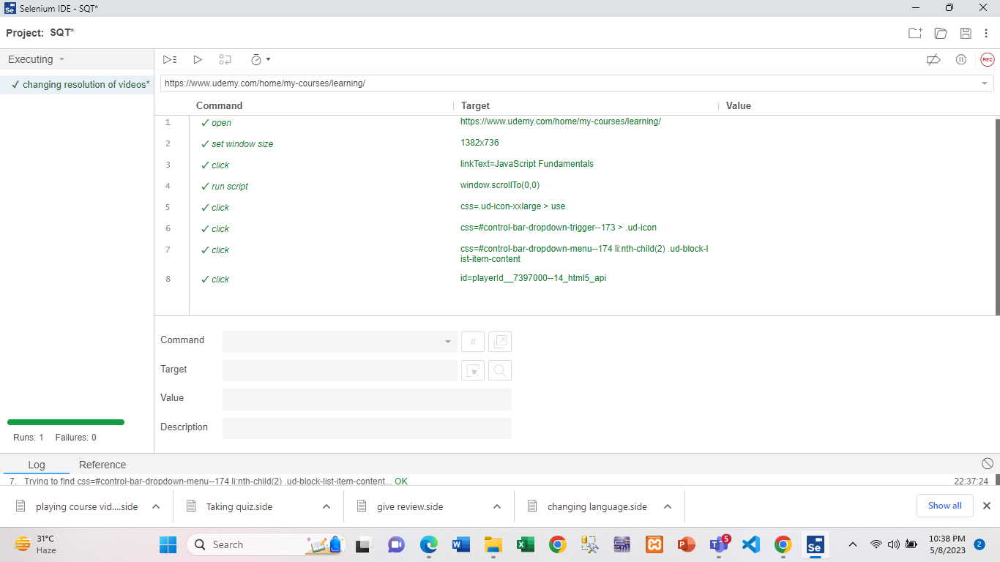 Selenium IDE - SQT*
Project: SQT*
Executing
REC
✓ changing resolution of videos*
https://www.udemy.com/home/my-courses/learning/
Command Target Value
1 ✓ open https://www.udemy.com/home/my-courses/learning/
2 ✓ set window size 1382x736
3 ✓ click linkText=JavaScript Fundamentals
4 ✓ run script window.scrollTo(0,0)
5 ✓ click css=.ud-icon-xxlarge > use
6 ✓ click css=#control-bar-dropdown-trigger--173 > .ud-icon
7 ✓ click css=#control-bar-dropdown-menu--174 li:nth-child(2) .ud-block-l
ist-item-content
8 ✓ click id=playerId__7397000--14_html5_api
Command //
Target
Value
Description
Runs: 1 Failures: 0
Log Reference
7. Trying to find css=#control-bar-dropdown-menu--174 li:nth-child(2) .ud-block-list-item-content... OK 22:37:24
playing course vid....side Taking quiz.side give review.side changing language.side Show all
31°C
Haze
Search
5
10:38 PM
5/8/2023
2